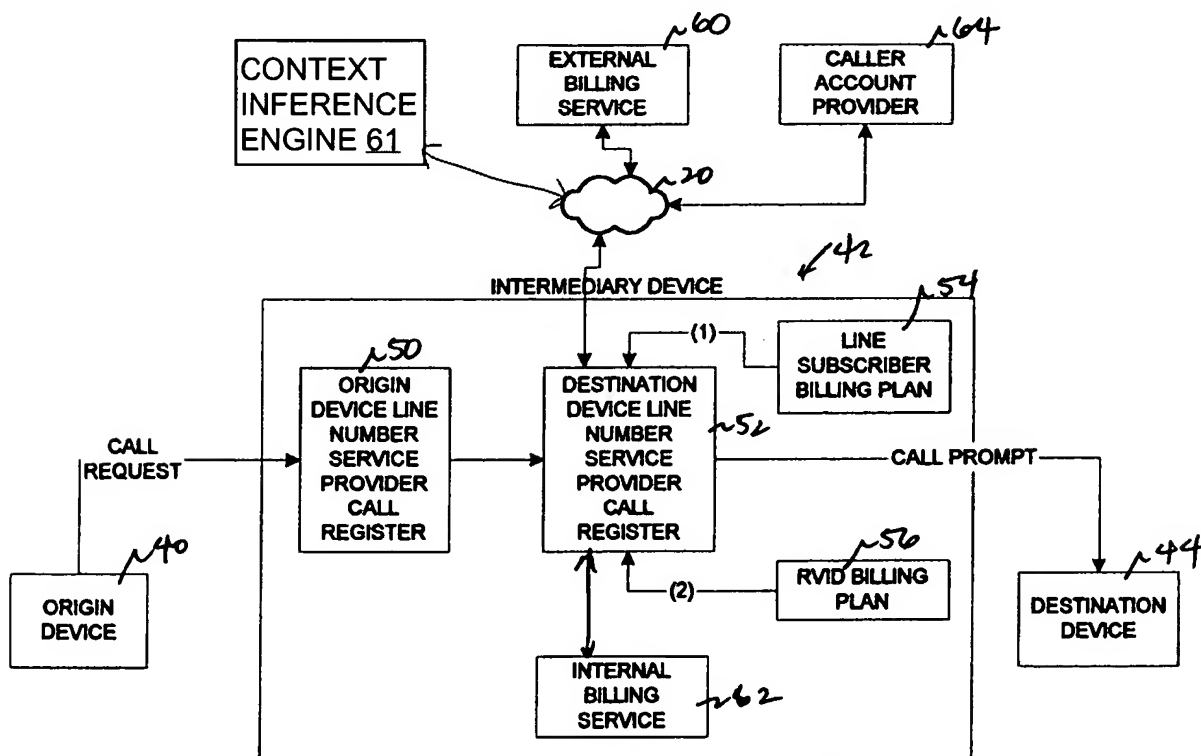 ~60
~64
CONTEXT
INFERENCE
ENGINE 61
EXTERNAL
BILLING
SERVICE
CALLER
ACCOUNT
PROVIDER
~20
42
INTERMEDIARY DEVICE
~54
(1)
LINE
SUBSCRIBER
BILLING PLAN
~50
ORIGIN
DEVICE LINE
NUMBER
SERVICE
PROVIDER
CALL
REGISTER
DESTINATION
DEVICE LINE
NUMBER
SERVICE
PROVIDER
CALL
REGISTER
~52
CALL
REQUEST
CALL PROMPT
~40
ORIGIN
DEVICE
~56
(2)
RVID BILLING
PLAN
~44
DESTINATION
DEVICE
INTERNAL
BILLING
SERVICE
~62